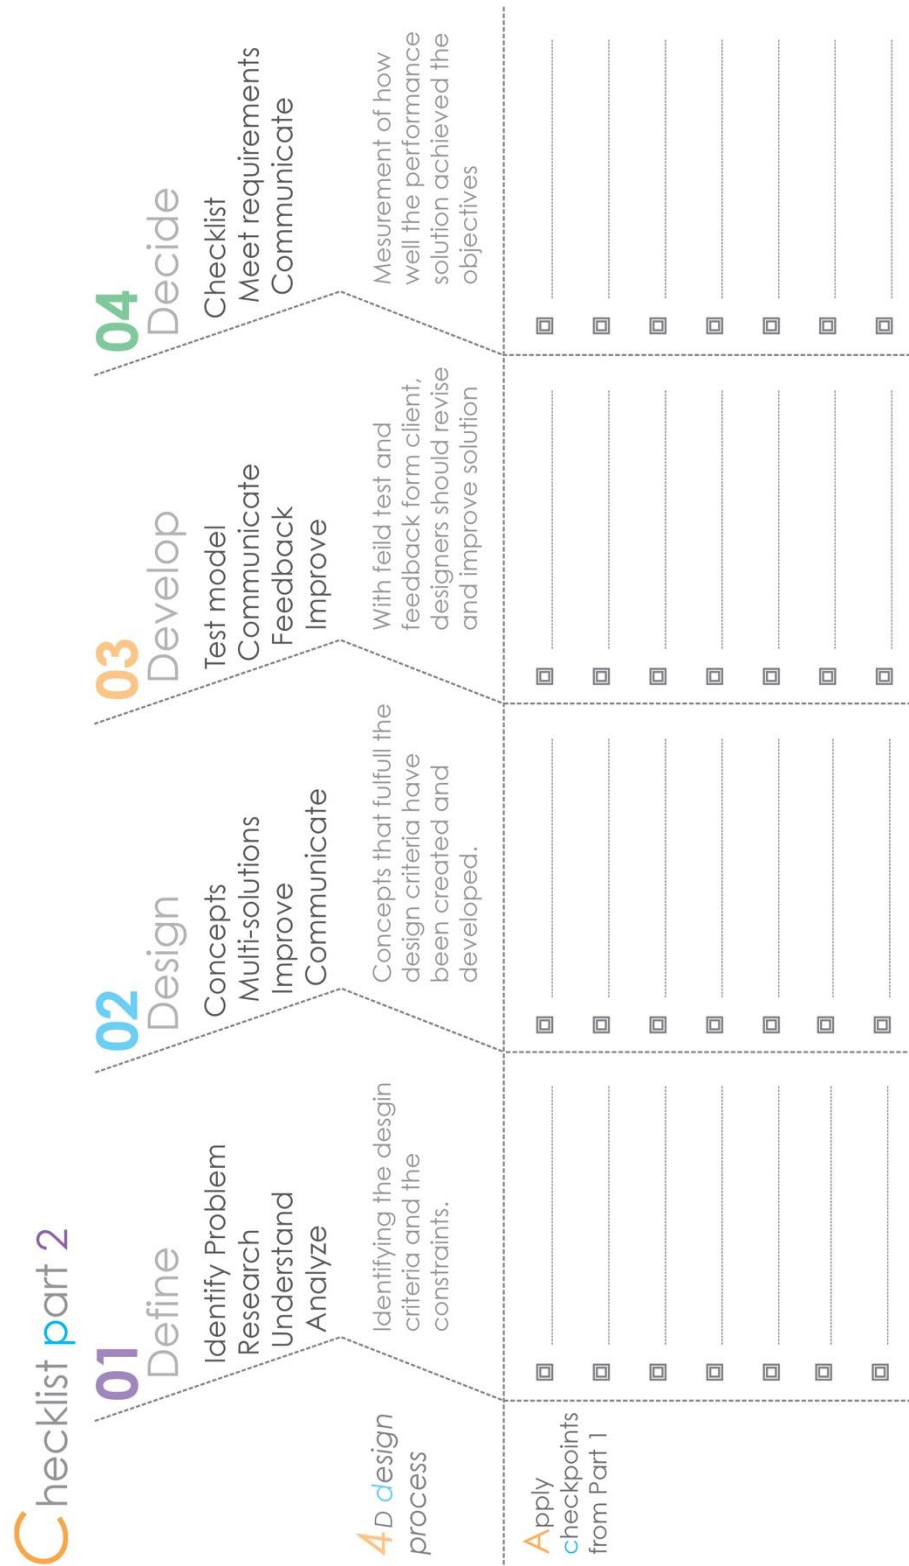 Checklist part 2
01
Define
Identify Problem
Research
Understand
Analyze
02
Design
Concepts
Multi-solutions
Improve
Communicate
03
Develop
Test model
Communicate
Feedback
Improve
04
Decide
Checklist
Meet requirements
Communicate
4D design
process
Identifying the desgin
criteria and the
constraints.
Concepts that fulfull the
design criteria have
been created and
developed.
With feild test and
feedback form client,
designers should revise
and improve solution
Mesurement of how
well the performance
solution achieved the
objectives
Apply
checkpoints
from Part 1